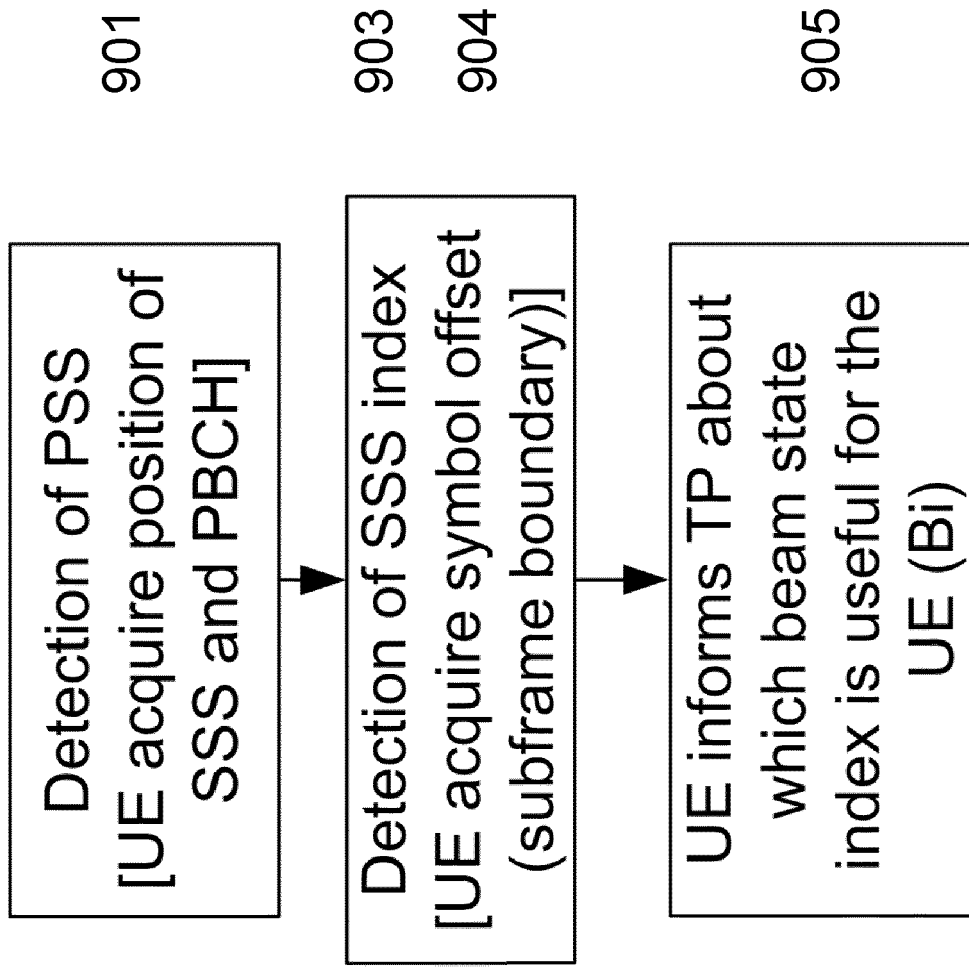 901
Detection of PSS
[UE acquire position of
SSS and PBCH]
903
904
Detection of SSS index
[UE acquire symbol offset
(subframe boundary)]
905
UE informs TP about
which beam state
index is useful for the
UE (Bi)